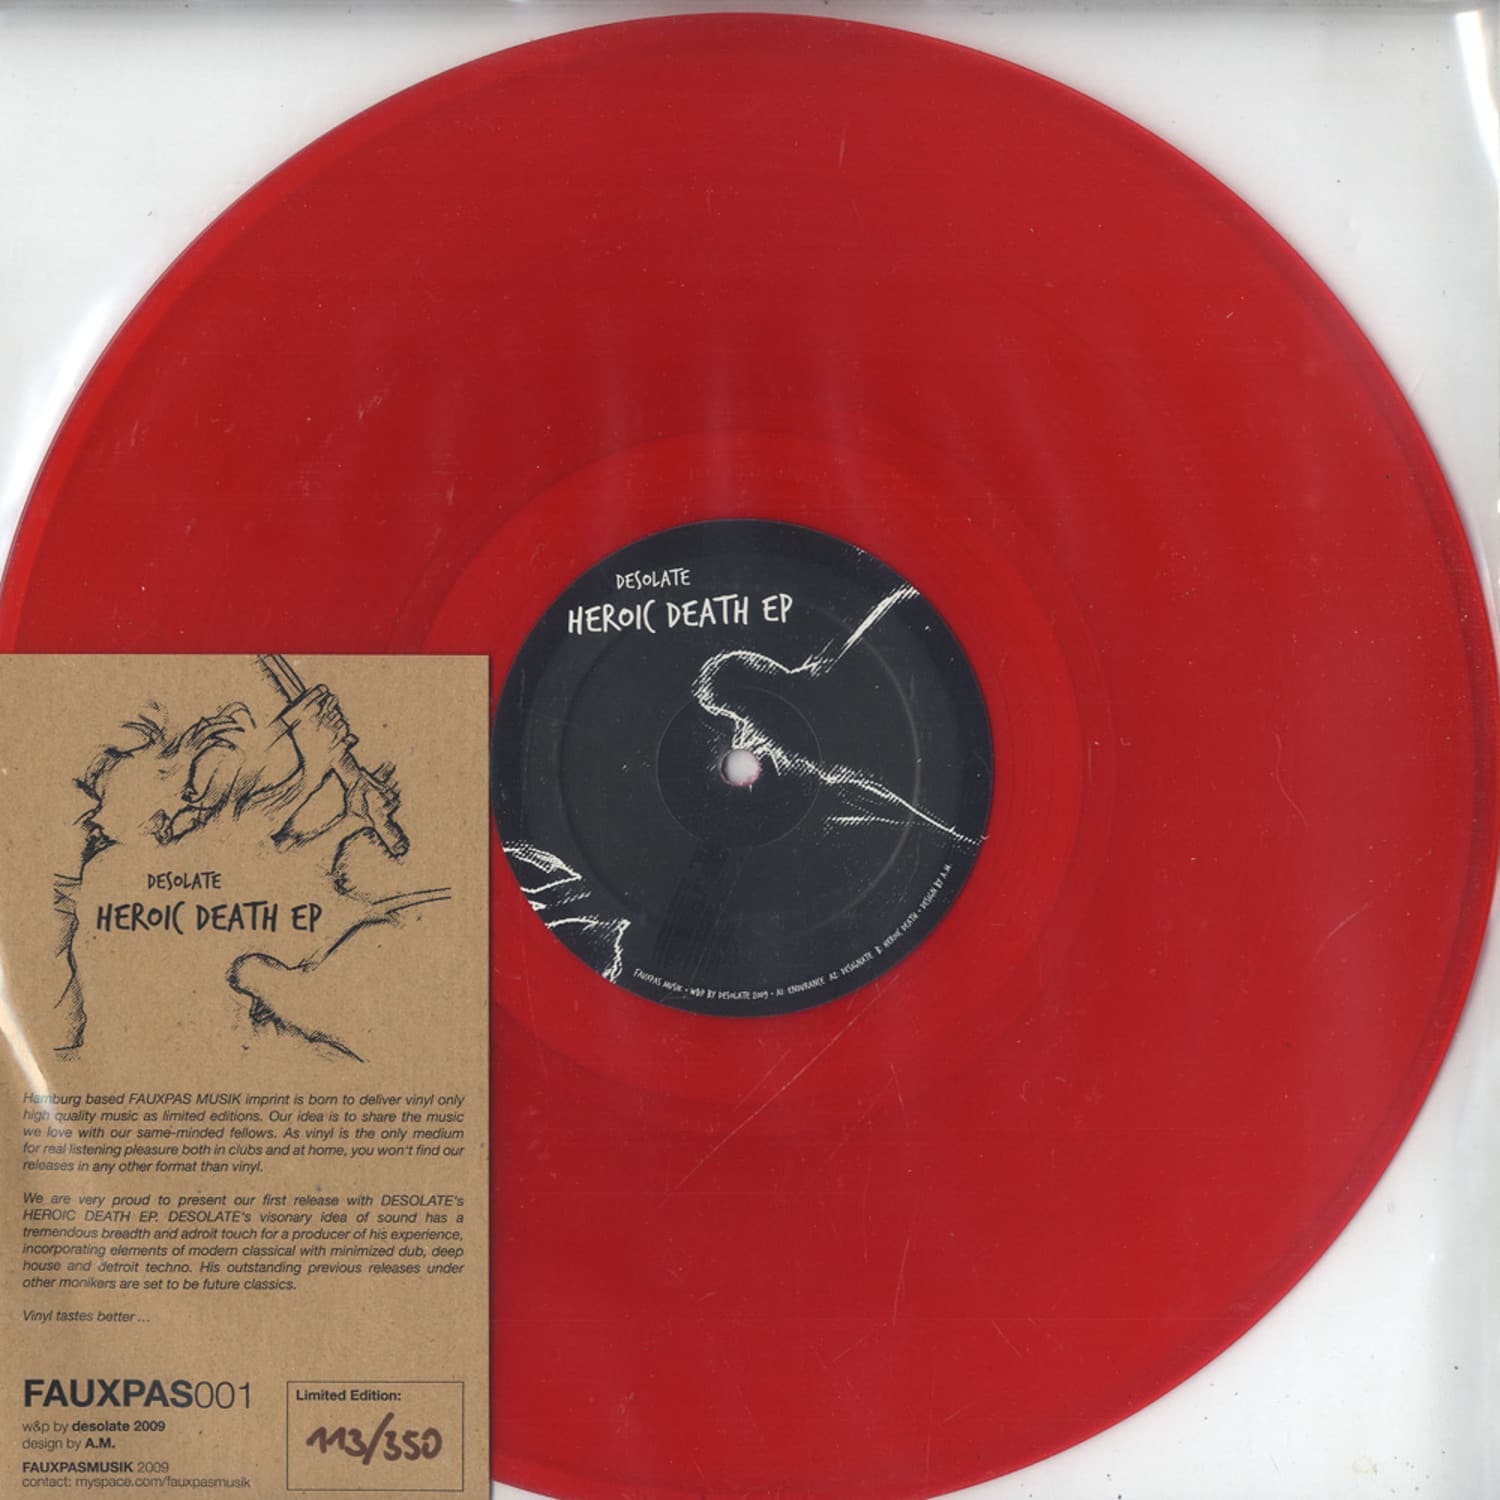 DESOLATE
HEROIC DEATH EP
FAUXPAS MUSIK • W&P BY DESOLATE 2009 • A1: ENDURANCE A2: DESIGNATE B: HEROIC DEATH • DESIGN BY A.M.
DESOLATE
HEROIC DEATH EP
Hamburg based FAUXPAS MUSIK imprint is born to deliver vinyl only
high quality music as limited editions. Our idea is to share the music
we love with our same-minded fellows. As vinyl is the only medium
for real listening pleasure both in clubs and at home, you won't find our
releases in any other format than vinyl.
We are very proud to present our first release with DESOLATE's
HEROIC DEATH EP. DESOLATE's visonary idea of sound has a
tremendous breadth and adroit touch for a producer of his experience,
incorporating elements of modern classical with minimized dub, deep
house and detroit techno. His outstanding previous releases under
other monikers are set to be future classics.
Vinyl tastes better ...
FAUXPAS001
w&p by desolate 2009
design by A.M.
FAUXPASMUSIK 2009
contact: myspace.com/fauxpasmusik
Limited Edition:
113/350